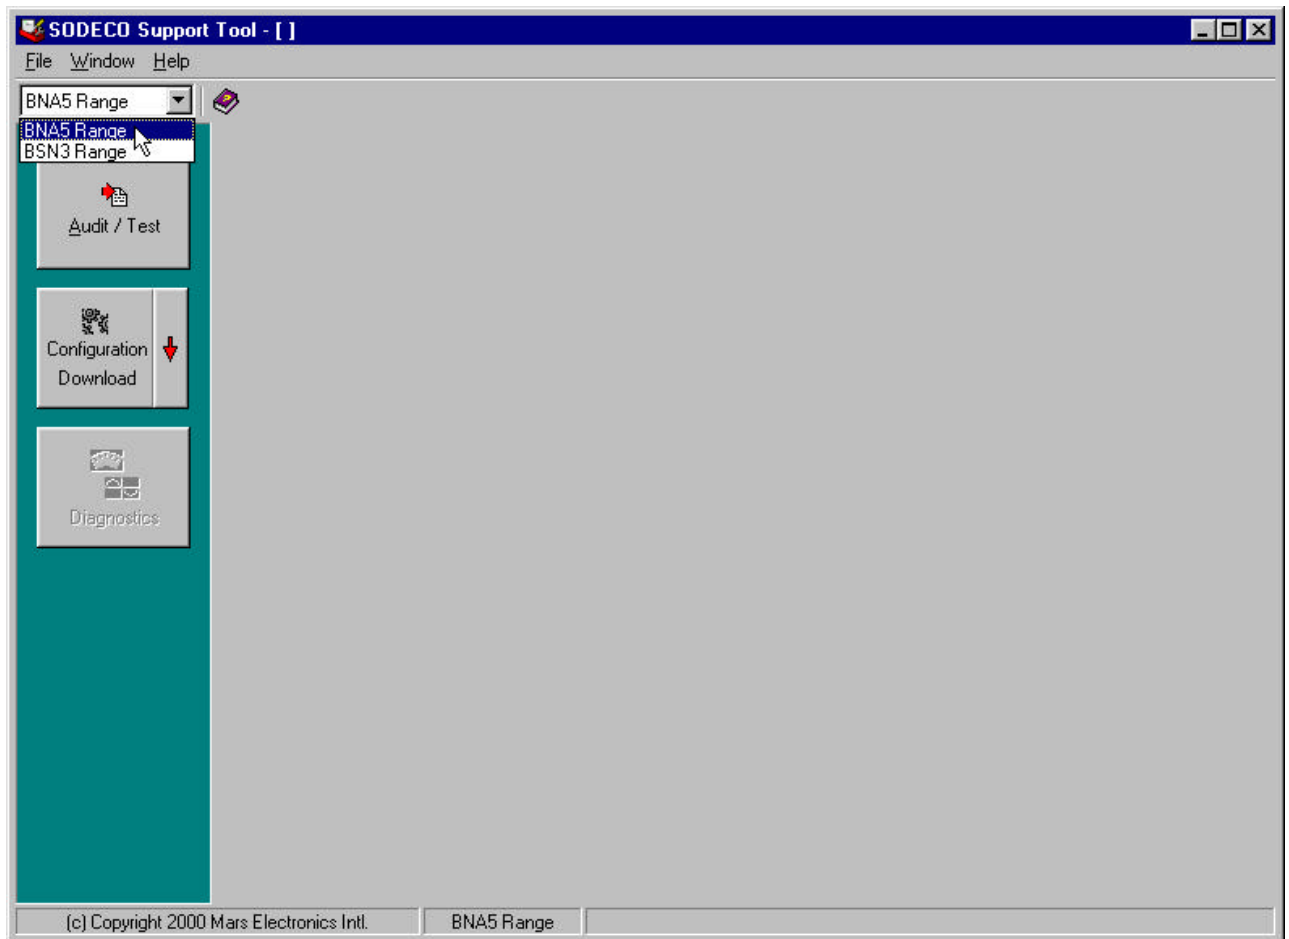 SODECO Support Tool - [ ]
File Window Help
BNA5 Range
BNA5 Range
BSN3 Range
Audit / Test
Configuration
Download
Diagnostics
(c) Copyright 2000 Mars Electronics Intl. BNA5 Range